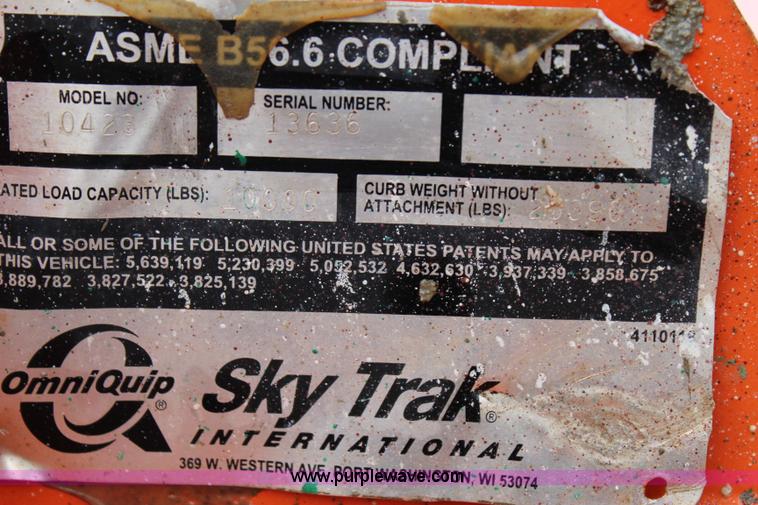 ASME B56.6 COMPLIANT
MODEL NO: SERIAL NUMBER:
13636
ATED LOAD CAPACITY (LBS): CURB WEIGHT WITHOUT
ATTACHMENT (LBS):
ALL OR SOME OF THE FOLLOWING UNITED STATES PATENTS MAY APPLY TO
THIS VEHICLE: 5,639,119 5,230,399 5,052,532 4,632,630 3,937,339 3,858,675
,889,782 3,827,522 3,825,139
OmniQuip ®
Sky Trak®
INTERNATIONAL
369 W. WESTERN AVE, PORT WASHINGTON, WI 53074
www.purplewave.com